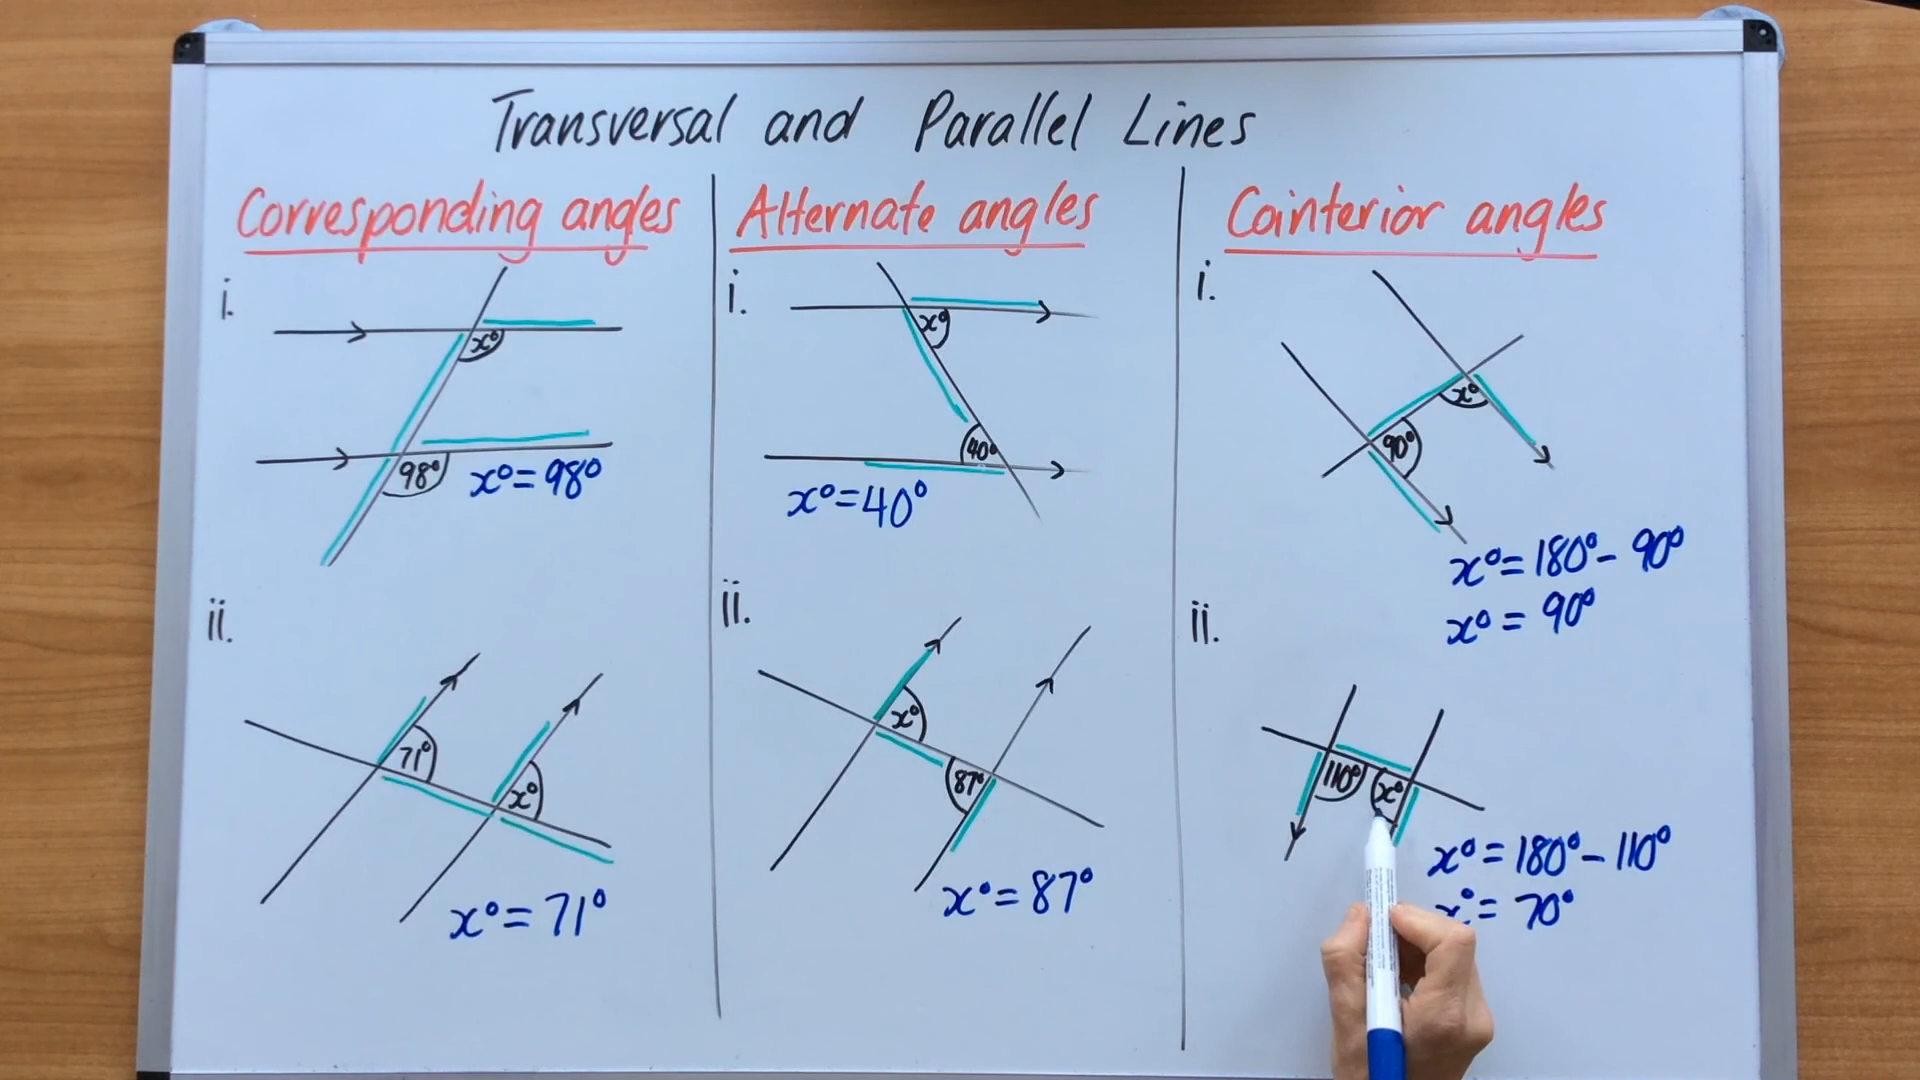 Transversal and Parallel Lines
Corresponding angles
i.
x°
98°
x°=98°
ii.
71°
x°
x°=71°
Alternate angles
i.
x°
40°
x°=40°
ii.
x°
87°
x°=87°
Cointerior angles
i.
x°
90°
x°=180°-90°
x°=90°
ii.
110°
x°
x°=180°-110°
x°=70°